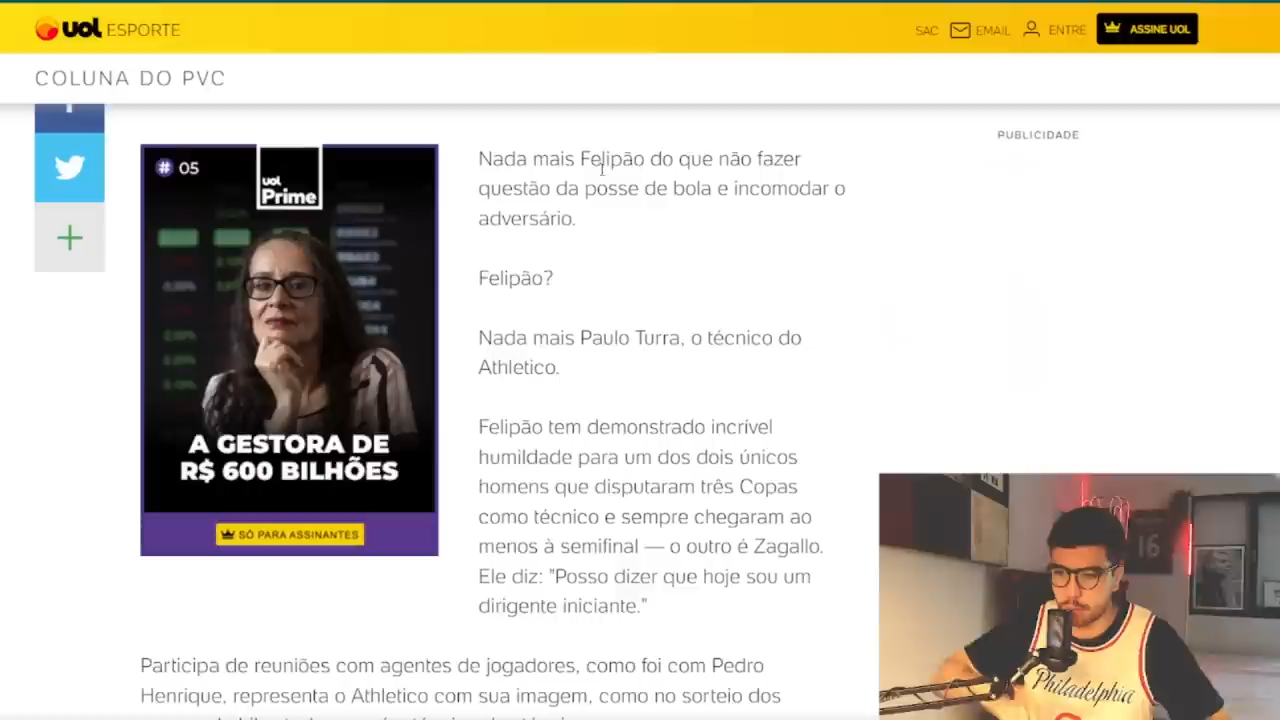 uol ESPORTE
SAC EMAIL ENTRE ASSINE UOL
COLUNA DO PVC
PUBLICIDADE
# 05
uol
Prime
A GESTORA DE
R$ 600 BILHÕES
SÓ PARA ASSINANTES
Nada mais Felipão do que não fazer
questão da posse de bola e incomodar o
adversário.
Felipão?
Nada mais Paulo Turra, o técnico do
Athletico.
Felipão tem demonstrado incrível
humildade para um dos dois únicos
homens que disputaram três Copas
como técnico e sempre chegaram ao
menos à semifinal — o outro é Zagallo.
Ele diz: "Posso dizer que hoje sou um
dirigente iniciante."
Participa de reuniões com agentes de jogadores, como foi com Pedro
Henrique, representa o Athletico com sua imagem, como no sorteio dos
16
Philadelphia